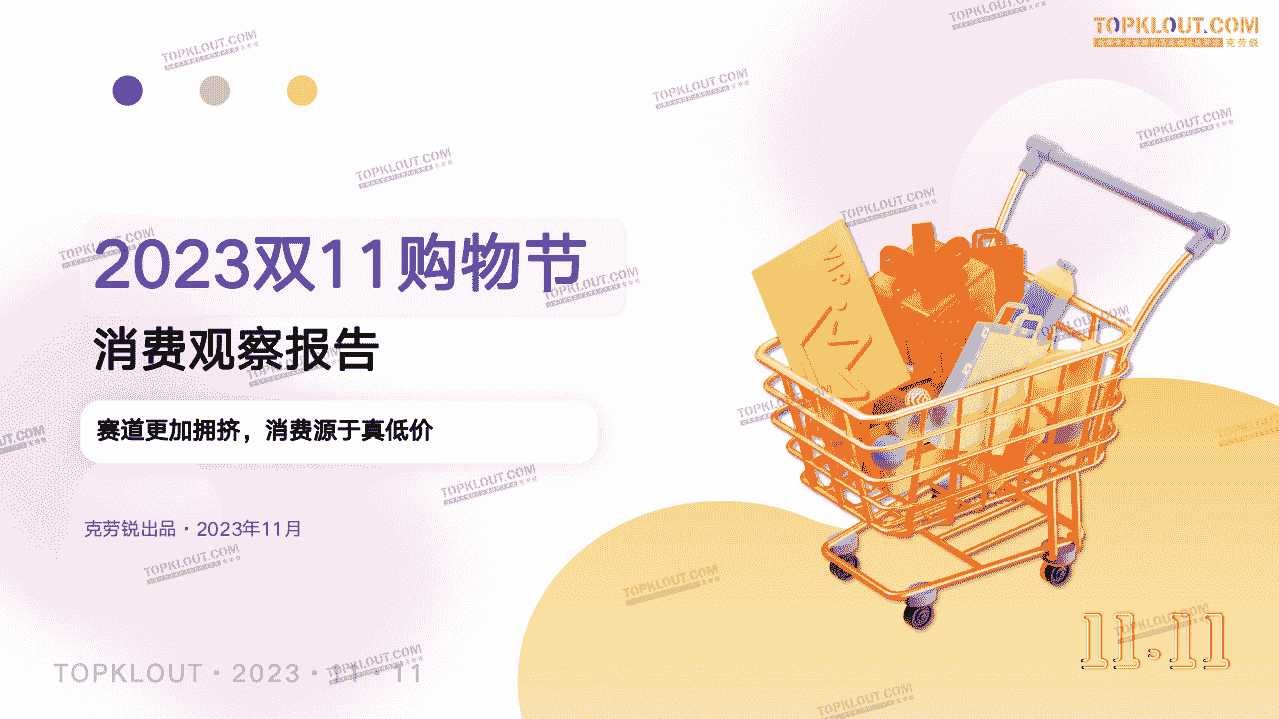 TOPKLOUT.COM
克劳锐
2023双11购物节
消费观察报告
赛道更加拥挤，消费源于真低价
克劳锐出品·2023年11月
VIP
11·11
TOPKLOUT·2023·11·11